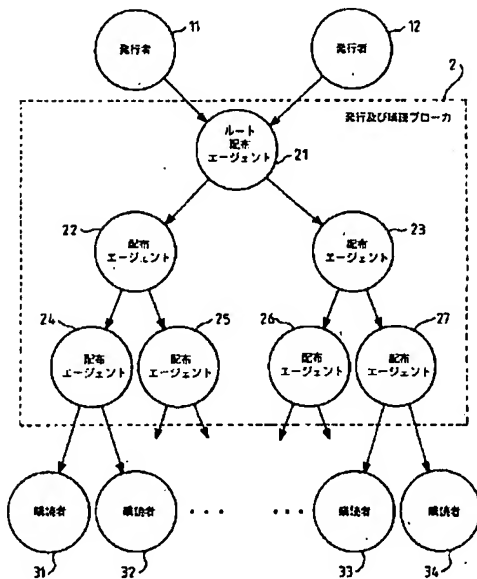 11
12
発行者
発行者
2
発行及び購読ブローカ
ルート
配布
エージェント
21
22
23
配布
エージェント
配布
エージェント
24
25
26
27
配布
エージェント
配布
エージェント
配布
エージェント
配布
エージェント
購読者
購読者
・・・・
・・・・
購読者
購読者
31
32
33
34